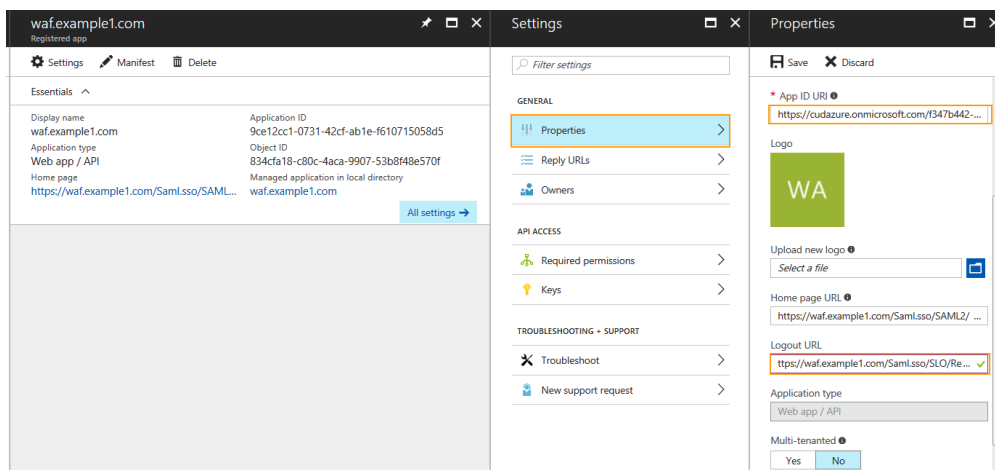 waf.example1.com
Registered app
Settings Manifest Delete
Essentials
Display name
waf.example1.com
Application type
Web app / API
Home page
https://waf.example1.com/Saml.sso/SAML...
Application ID
9ce12cc1-0731-42cf-ab1e-f610715058d5
Object ID
834cfa18-c80c-4aca-9907-53b8f48e570f
Managed application in local directory
waf.example1.com
All settings →
Settings
Filter settings
GENERAL
Properties
Reply URLs
Owners
API ACCESS
Required permissions
Keys
TROUBLESHOOTING + SUPPORT
Troubleshoot
New support request
Properties
Save Discard
* App ID URI
https://cudazure.onmicrosoft.com/f347b442-...
Logo
WA
Upload new logo
Select a file
Home page URL
https://waf.example1.com/Saml.sso/SAML2/ ...
Logout URL
ttps://waf.example1.com/Saml.sso/SLO/Re...
Application type
Web app / API
Multi-tenanted
Yes No